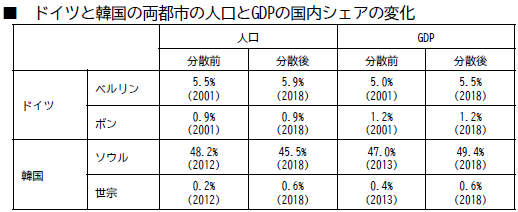 ■ ドイツと韓国の両都市の人口とGDPの国内シェアの変化
人口 GDP
分散前 分散後 分散前 分散後
ドイツ ベルリン 5.5% 5.9% 5.0% 5.5%
(2001) (2018) (2001) (2018)
ボン 0.9% 0.9% 1.2% 1.2%
(2001) (2018) (2001) (2018)
韓国 ソウル 48.2% 45.5% 47.0% 49.4%
(2012) (2018) (2013) (2018)
世宗 0.2% 0.6% 0.4% 0.6%
(2012) (2018) (2013) (2018)